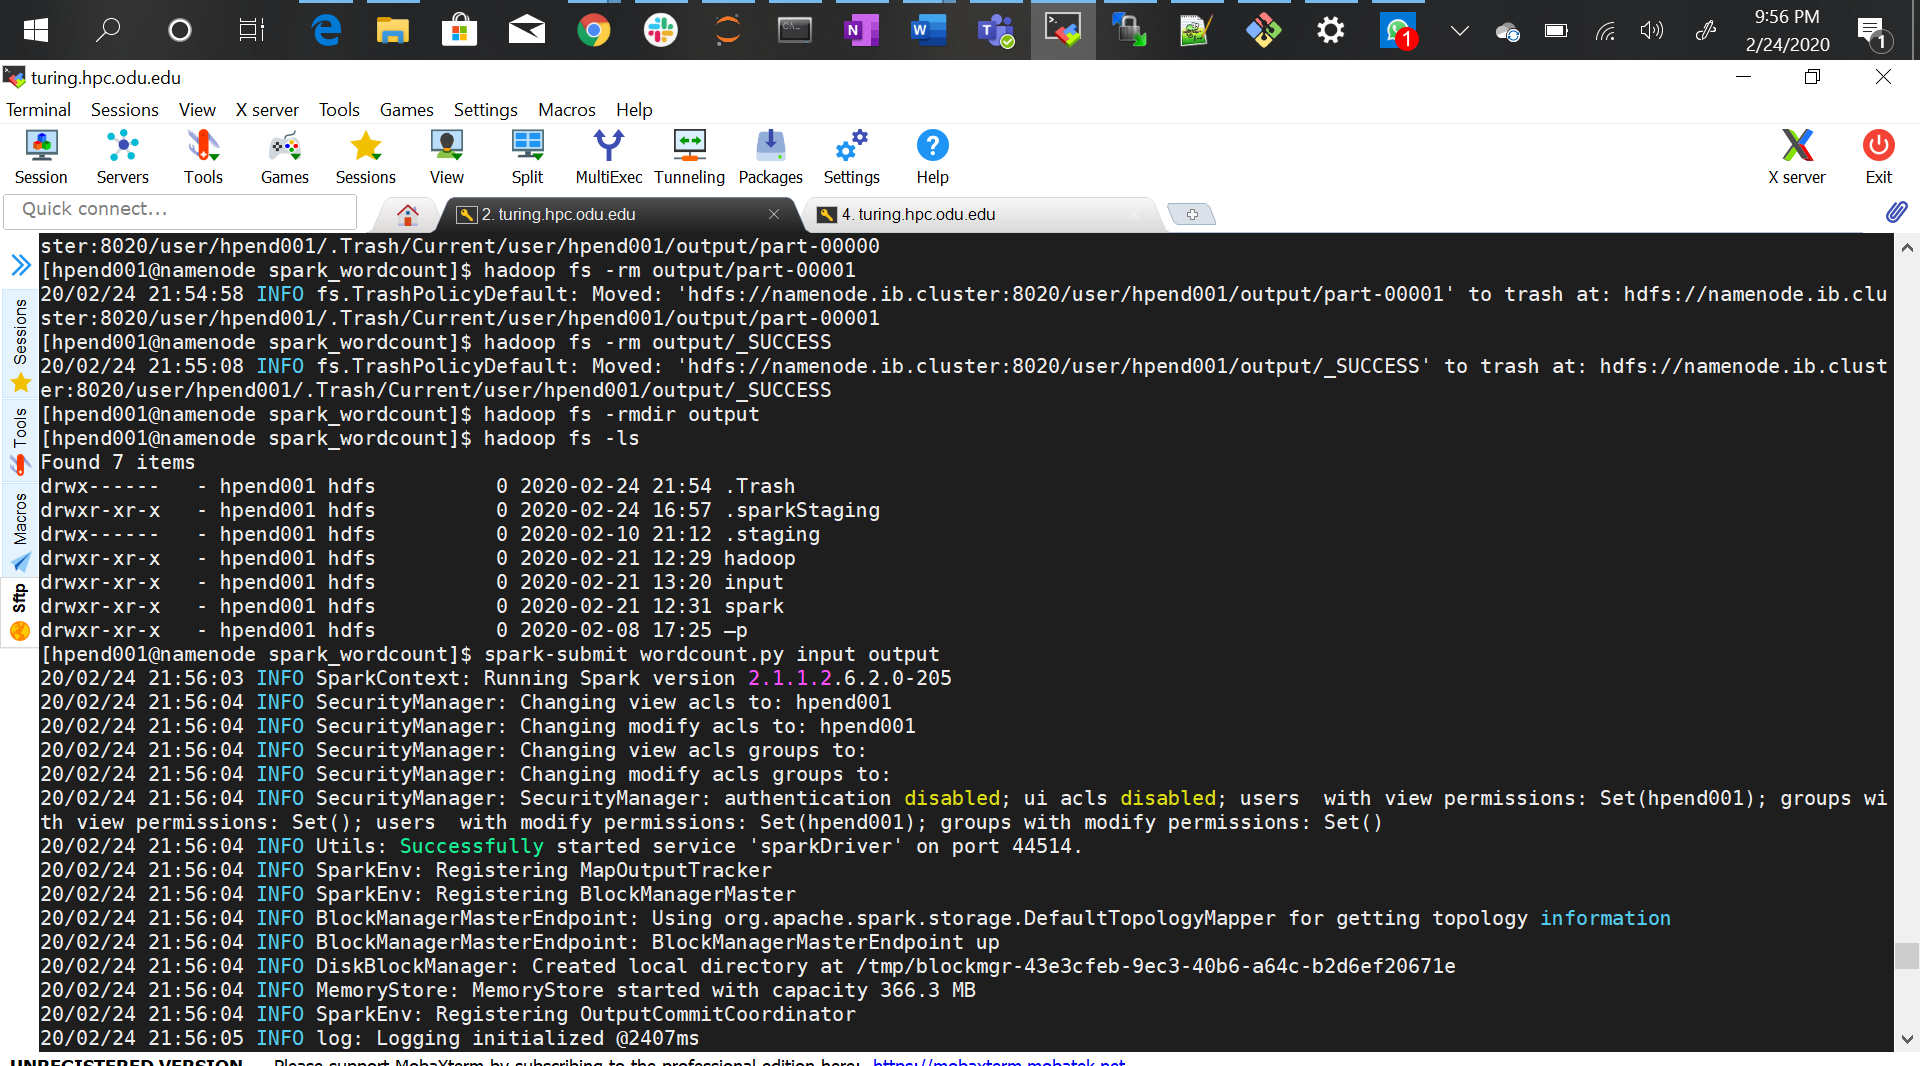 9:56 PM
2/24/2020
1
1
turing.hpc.odu.edu
Terminal Sessions View X server Tools Games Settings Macros Help
Session Servers Tools Games Sessions View Split MultiExec Tunneling Packages Settings Help X server Exit
Quick connect...
2. turing.hpc.odu.edu
4. turing.hpc.odu.edu
Sessions
Tools
Macros
Sftp
ster:8020/user/hpend001/.Trash/Current/user/hpend001/output/part-00000
[hpend001@namenode spark_wordcount]$ hadoop fs -rm output/part-00001
20/02/24 21:54:58 INFO fs.TrashPolicyDefault: Moved: 'hdfs://namenode.ib.cluster:8020/user/hpend001/output/part-00001' to trash at: hdfs://namenode.ib.clu
ster:8020/user/hpend001/.Trash/Current/user/hpend001/output/part-00001
[hpend001@namenode spark_wordcount]$ hadoop fs -rm output/_SUCCESS
20/02/24 21:55:08 INFO fs.TrashPolicyDefault: Moved: 'hdfs://namenode.ib.cluster:8020/user/hpend001/output/_SUCCESS' to trash at: hdfs://namenode.ib.clust
er:8020/user/hpend001/.Trash/Current/user/hpend001/output/_SUCCESS
[hpend001@namenode spark_wordcount]$ hadoop fs -rmdir output
[hpend001@namenode spark_wordcount]$ hadoop fs -ls
Found 7 items
drwx------   - hpend001 hdfs          0 2020-02-24 21:54 .Trash
drwxr-xr-x   - hpend001 hdfs          0 2020-02-24 16:57 .sparkStaging
drwx------   - hpend001 hdfs          0 2020-02-10 21:12 .staging
drwxr-xr-x   - hpend001 hdfs          0 2020-02-21 12:29 hadoop
drwxr-xr-x   - hpend001 hdfs          0 2020-02-21 13:20 input
drwxr-xr-x   - hpend001 hdfs          0 2020-02-21 12:31 spark
drwxr-xr-x   - hpend001 hdfs          0 2020-02-08 17:25 –p
[hpend001@namenode spark_wordcount]$ spark-submit wordcount.py input output
20/02/24 21:56:03 INFO SparkContext: Running Spark version 2.1.1.2.6.2.0-205
20/02/24 21:56:04 INFO SecurityManager: Changing view acls to: hpend001
20/02/24 21:56:04 INFO SecurityManager: Changing modify acls to: hpend001
20/02/24 21:56:04 INFO SecurityManager: Changing view acls groups to:
20/02/24 21:56:04 INFO SecurityManager: Changing modify acls groups to:
20/02/24 21:56:04 INFO SecurityManager: SecurityManager: authentication disabled; ui acls disabled; users  with view permissions: Set(hpend001); groups wi
th view permissions: Set(); users  with modify permissions: Set(hpend001); groups with modify permissions: Set()
20/02/24 21:56:04 INFO Utils: Successfully started service 'sparkDriver' on port 44514.
20/02/24 21:56:04 INFO SparkEnv: Registering MapOutputTracker
20/02/24 21:56:04 INFO SparkEnv: Registering BlockManagerMaster
20/02/24 21:56:04 INFO BlockManagerMasterEndpoint: Using org.apache.spark.storage.DefaultTopologyMapper for getting topology information
20/02/24 21:56:04 INFO BlockManagerMasterEndpoint: BlockManagerMasterEndpoint up
20/02/24 21:56:04 INFO DiskBlockManager: Created local directory at /tmp/blockmgr-43e3cfeb-9ec3-40b6-a64c-b2d6ef20671e
20/02/24 21:56:04 INFO MemoryStore: MemoryStore started with capacity 366.3 MB
20/02/24 21:56:04 INFO SparkEnv: Registering OutputCommitCoordinator
20/02/24 21:56:05 INFO log: Logging initialized @2407ms
UNREGISTERED VERSION - Please support MobaXterm by subscribing to the professional edition here: https://mobaxterm.mobatek.net